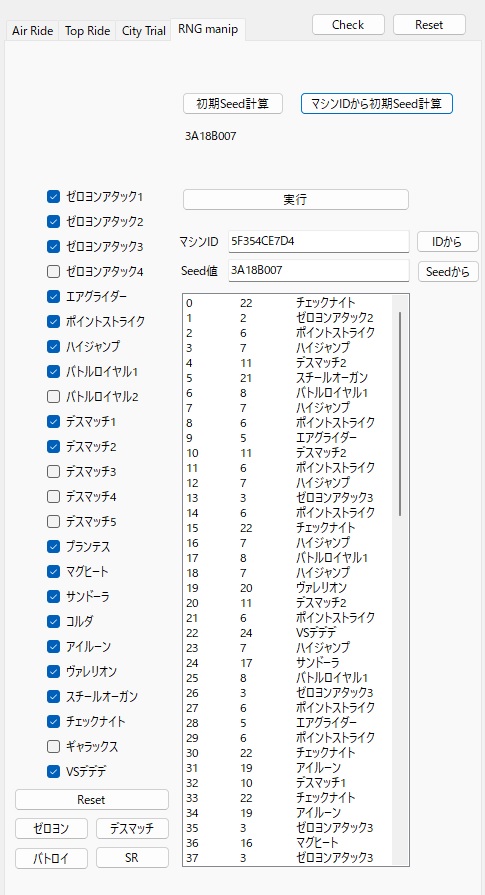 Air Ride Top Ride City Trial RNG manip Check Reset
初期Seed計算 マシンIDから初期Seed計算
3A18B007
ゼロヨンアタック1
ゼロヨンアタック2
ゼロヨンアタック3
ゼロヨンアタック4
エアグライダー
ポイントストライク
ハイジャンプ
バトルロイヤル1
バトルロイヤル2
デスマッチ1
デスマッチ2
デスマッチ3
デスマッチ4
デスマッチ5
プランテス
マグヒート
サンドーラ
コルダ
アイルーン
ヴァレリオン
スチールオーガン
チェックナイト
ギャラックス
VSデデデ
Reset
ゼロヨン デスマッチ
バトロイ SR
実行
マシンID 5F354CE7D4 IDから
Seed値 3A18B007 Seedから
0 22 チェックナイト
1 2 ゼロヨンアタック2
2 6 ポイントストライク
3 7 ハイジャンプ
4 11 デスマッチ2
5 21 スチールオーガン
6 8 バトルロイヤル1
7 7 ハイジャンプ
8 6 ポイントストライク
9 5 エアグライダー
10 11 デスマッチ2
11 6 ポイントストライク
12 7 ハイジャンプ
13 3 ゼロヨンアタック3
14 6 ポイントストライク
15 22 チェックナイト
16 7 ハイジャンプ
17 8 バトルロイヤル1
18 7 ハイジャンプ
19 20 ヴァレリオン
20 11 デスマッチ2
21 6 ポイントストライク
22 24 VSデデデ
23 7 ハイジャンプ
24 17 サンドーラ
25 8 バトルロイヤル1
26 3 ゼロヨンアタック3
27 6 ポイントストライク
28 5 エアグライダー
29 6 ポイントストライク
30 22 チェックナイト
31 19 アイルーン
32 10 デスマッチ1
33 22 チェックナイト
34 19 アイルーン
35 3 ゼロヨンアタック3
36 16 マグヒート
37 3 ゼロヨンアタック3